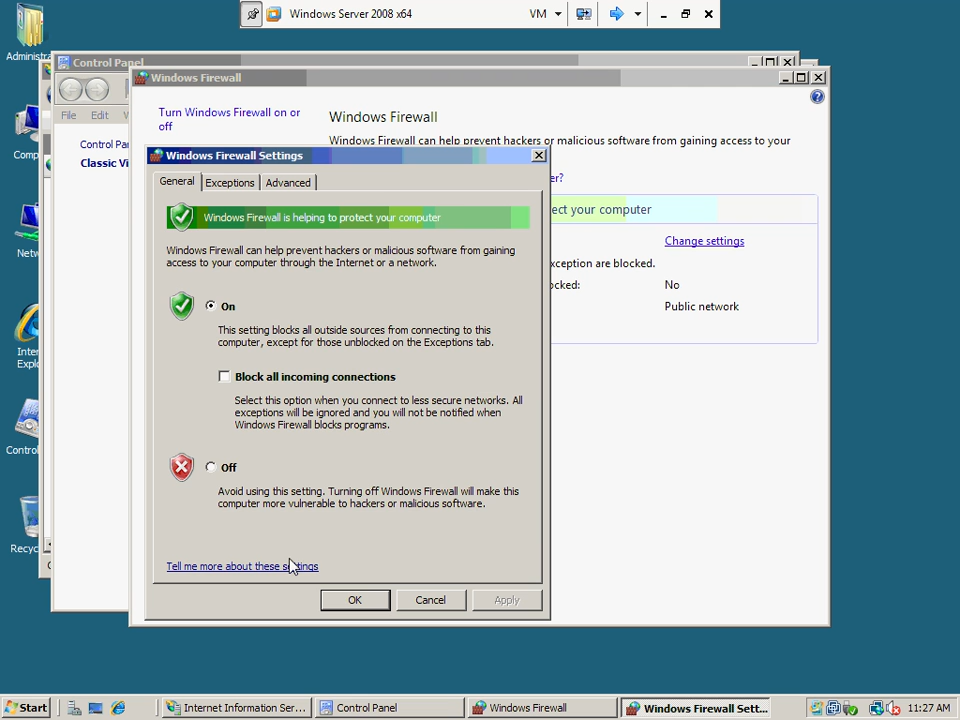 Windows Server 2008 x64
VM
Administra
Control Panel
Windows Firewall
File
Edit
Turn Windows Firewall on or
off
Windows Firewall
Windows Firewall can help prevent hackers or malicious software from gaining access to your
Control Pa
Classic Vi
Comp
Windows Firewall Settings
er?
General
Exceptions
Advanced
ect your computer
Windows Firewall is helping to protect your computer
Change settings
Netw
Windows Firewall can help prevent hackers or malicious software from gaining
access to your computer through the Internet or a network.
xception are blocked.
ocked:
No
Public network
On
This setting blocks all outside sources from connecting to this
computer, except for those unblocked on the Exceptions tab.
Inter
Explo
Block all incoming connections
Select this option when you connect to less secure networks. All
exceptions will be ignored and you will not be notified when
Windows Firewall blocks programs.
Control
Off
Avoid using this setting. Turning off Windows Firewall will make this
computer more vulnerable to hackers or malicious software.
Recyc
Tell me more about these settings
OK
Cancel
Apply
Start
Internet Information Ser...
Control Panel
Windows Firewall
Windows Firewall Sett...
11:27 AM